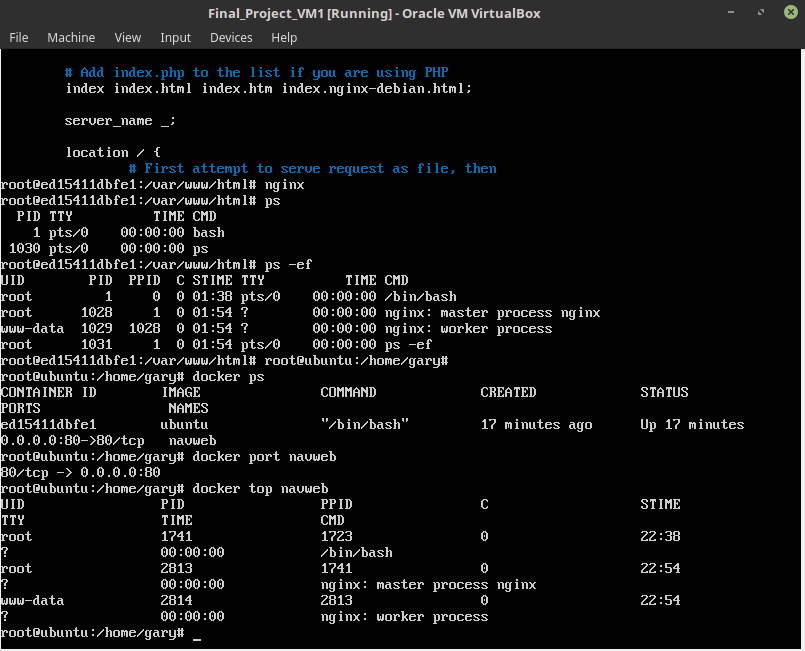 Final_Project_VM1 [Running] - Oracle VM VirtualBox
File Machine View Input Devices Help
# Add index.php to the list if you are using PHP
index index.html index.htm index.nginx-debian.html;
server_name _;
location / {
# First attempt to serve request as file, then
root@ed15411dbfe1:/var/www/html# nginx
root@ed15411dbfe1:/var/www/html# ps
PID TTY TIME CMD
1 pts/0 00:00:00 bash
1030 pts/0 00:00:00 ps
root@ed15411dbfe1:/var/www/html# ps -ef
UID PID PPID C STIME TTY TIME CMD
root 1 0 0 01:38 pts/0 00:00:00 /bin/bash
root 1028 1 0 01:54 ? 00:00:00 nginx: master process nginx
www-data 1029 1028 0 01:54 ? 00:00:00 nginx: worker process
root 1031 1 0 01:54 pts/0 00:00:00 ps -ef
root@ed15411dbfe1:/var/www/html# root@ubuntu:/home/gary#
root@ubuntu:/home/gary# docker ps
CONTAINER ID IMAGE COMMAND CREATED STATUS
PORTS NAMES
ed15411dbfe1 ubuntu "/bin/bash" 17 minutes ago Up 17 minutes
0.0.0.0:80->80/tcp navweb
root@ubuntu:/home/gary# docker port navweb
80/tcp -> 0.0.0.0:80
root@ubuntu:/home/gary# docker top navweb
UID PID PPID C STIME
TTY TIME CMD
root 1741 1723 0 22:38
? 00:00:00 /bin/bash
root 2813 1741 0 22:54
? 00:00:00 nginx: master process nginx
www-data 2814 2813 0 22:54
? 00:00:00 nginx: worker process
root@ubuntu:/home/gary# _